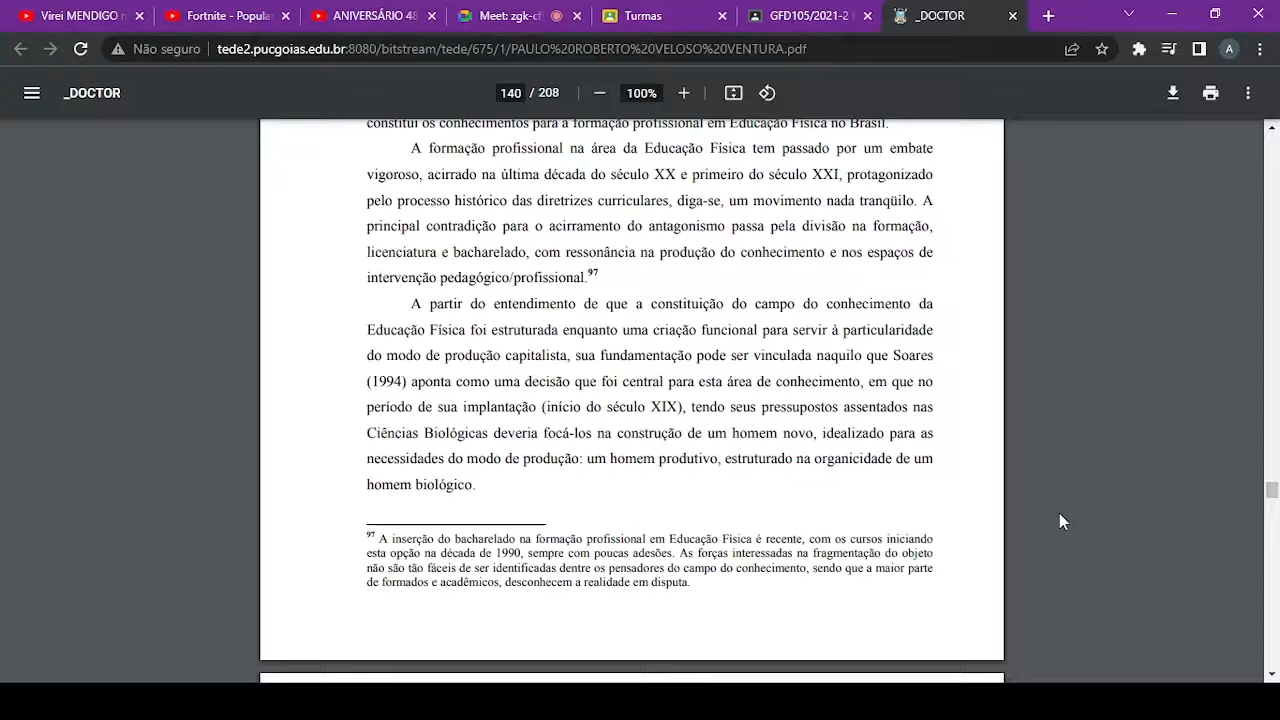 Virei MENDIGO n
Fortnite - Popula
ANIVERSÁRIO 48
Meet: zgk-cf
Turmas
GFD105/2021-2
_DOCTOR
Não seguro | tede2.pucgoias.edu.br:8080/bitstream/tede/675/1/PAULO%20ROBERTO%20VELOSO%20VENTURA.pdf
A
_DOCTOR
140 / 208
100%
constitui os conhecimentos para a formação profissional em Educação Física no Brasil.
A formação profissional na área da Educação Física tem passado por um embate
vigoroso, acirrado na última década do século XX e primeiro do século XXI, protagonizado
pelo processo histórico das diretrizes curriculares, diga-se, um movimento nada tranqüilo. A
principal contradição para o acirramento do antagonismo passa pela divisão na formação,
licenciatura e bacharelado, com ressonância na produção do conhecimento e nos espaços de
intervenção pedagógico/profissional.97
A partir do entendimento de que a constituição do campo do conhecimento da
Educação Física foi estruturada enquanto uma criação funcional para servir à particularidade
do modo de produção capitalista, sua fundamentação pode ser vinculada naquilo que Soares
(1994) aponta como uma decisão que foi central para esta área de conhecimento, em que no
período de sua implantação (início do século XIX), tendo seus pressupostos assentados nas
Ciências Biológicas deveria focá-los na construção de um homem novo, idealizado para as
necessidades do modo de produção: um homem produtivo, estruturado na organicidade de um
homem biológico.
97 A inserção do bacharelado na formação profissional em Educação Física é recente, com os cursos iniciando
esta opção na década de 1990, sempre com poucas adesões. As forças interessadas na fragmentação do objeto
não são tão fáceis de ser identificadas dentre os pensadores do campo do conhecimento, sendo que a maior parte
de formados e acadêmicos, desconhecem a realidade em disputa.